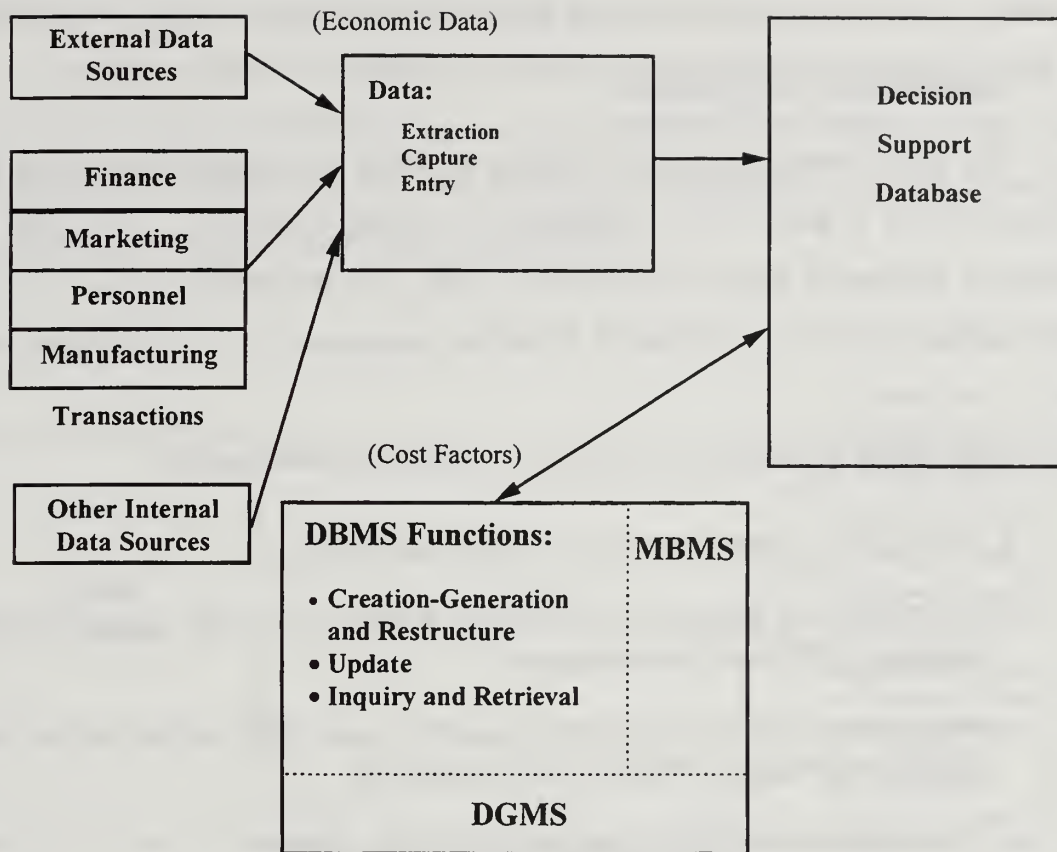 (Economic Data)
External Data
Sources
Data:
Extraction
Capture
Entry
Decision
Support
Database
Finance
Marketing
Personnel
Manufacturing
Transactions
(Cost Factors)
Other Internal
Data Sources
DBMS Functions:
MBMS
• Creation-Generation
and Restructure
• Update
• Inquiry and Retrieval
DGMS